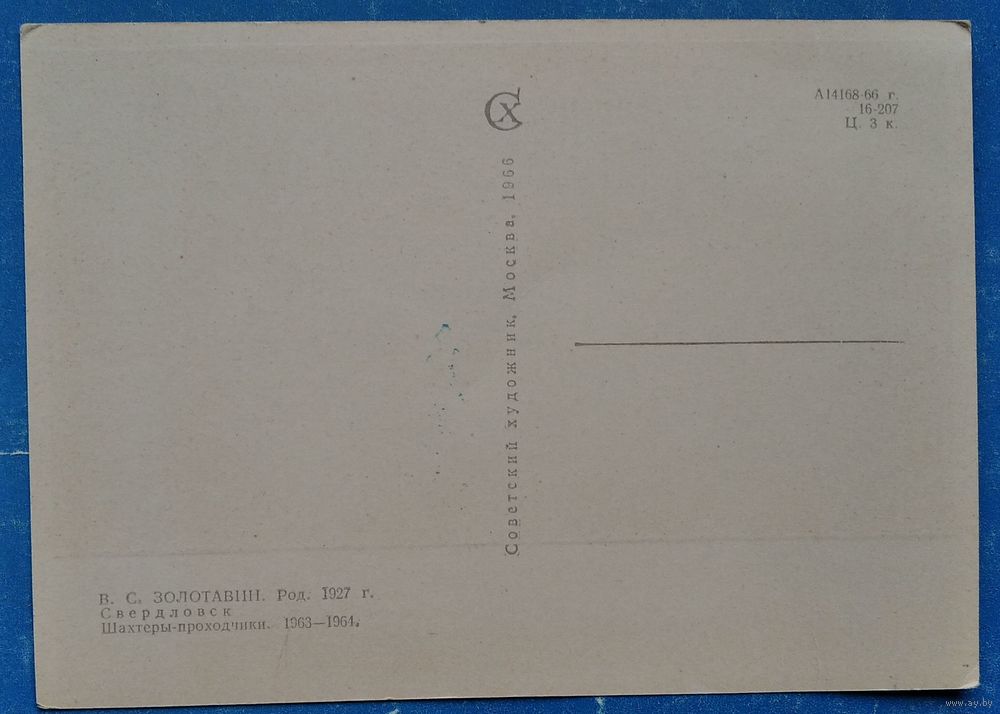 СХ
А14168-66 г.
16-207
Ц. 3 к.
Советский художник, Москва, 1966
В. С. ЗОЛОТАВИН. Род. 1927 г.
Свердловск
Шахтеры-проходчики. 1963—1964.
www.ay.by